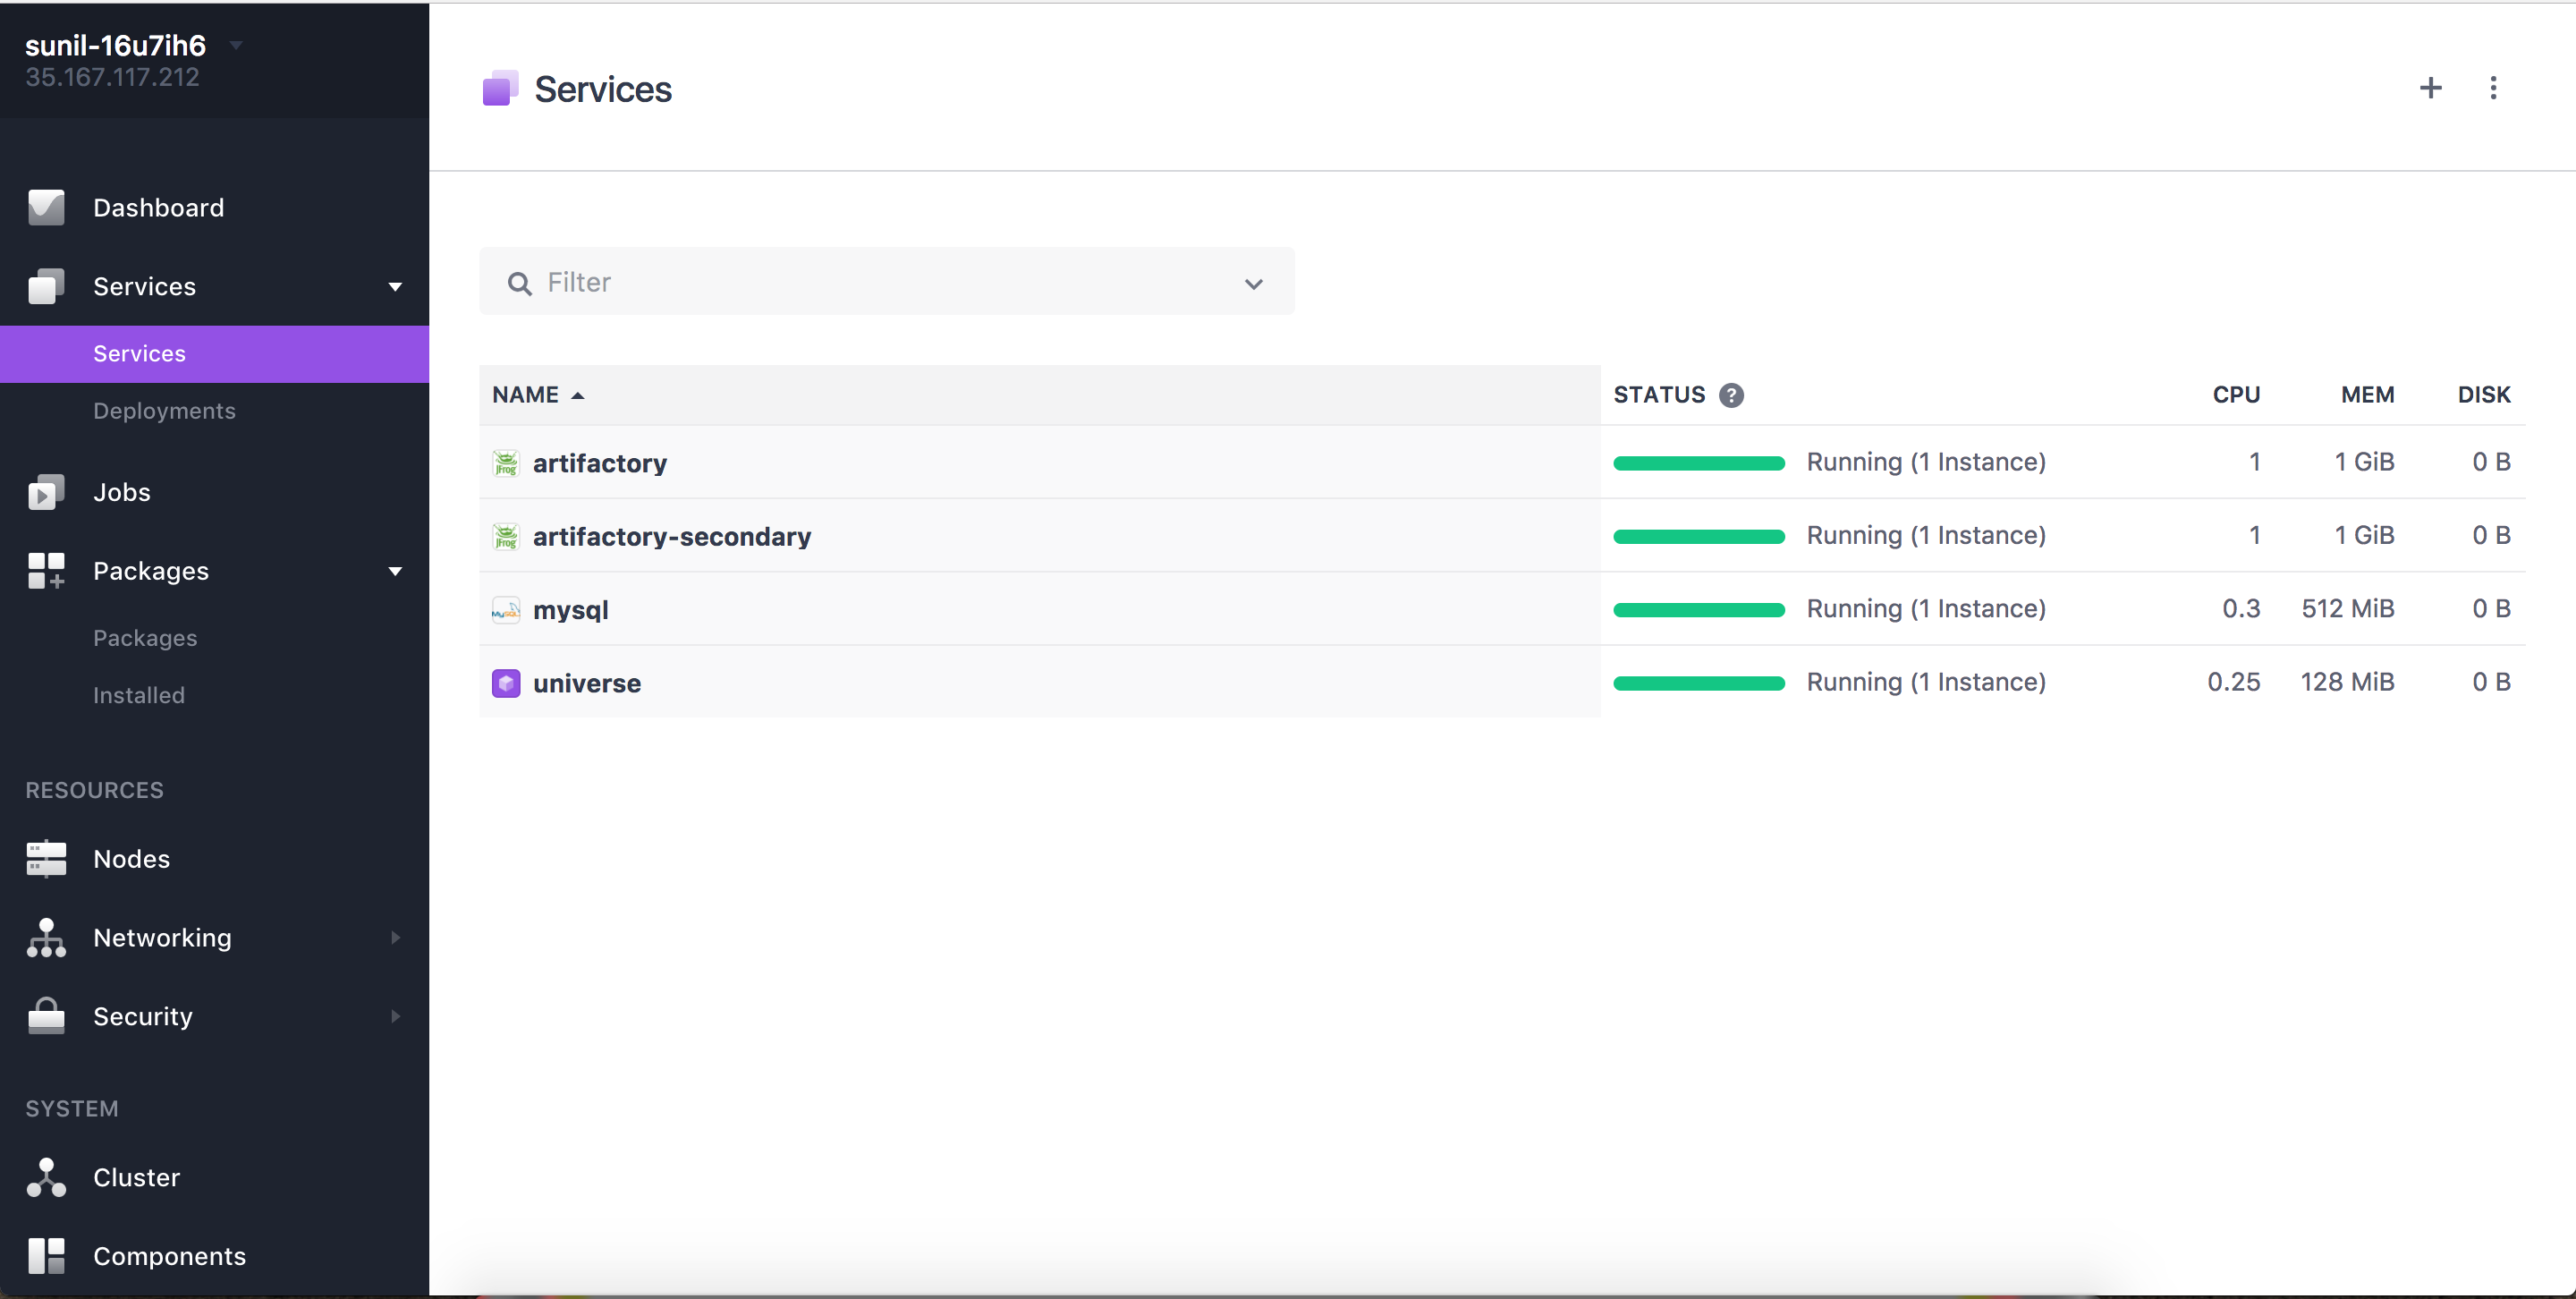 sunil-16u7ih6
35.167.117.212
Dashboard
Services
Services
Deployments
Jobs
Packages
Packages
Installed
RESOURCES
Nodes
Networking
Security
SYSTEM
Cluster
Components
Services
Filter
NAME STATUS ? CPU MEM DISK
JFrog artifactory Running (1 Instance) 1 1 GiB 0 B
JFrog artifactory-secondary Running (1 Instance) 1 1 GiB 0 B
MySQL mysql Running (1 Instance) 0.3 512 MiB 0 B
universe Running (1 Instance) 0.25 128 MiB 0 B